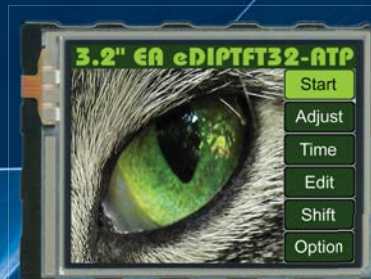 3.2" EA eDIPTFT32-ATP
Start
Adjust
Time
Edit
Shift
Option